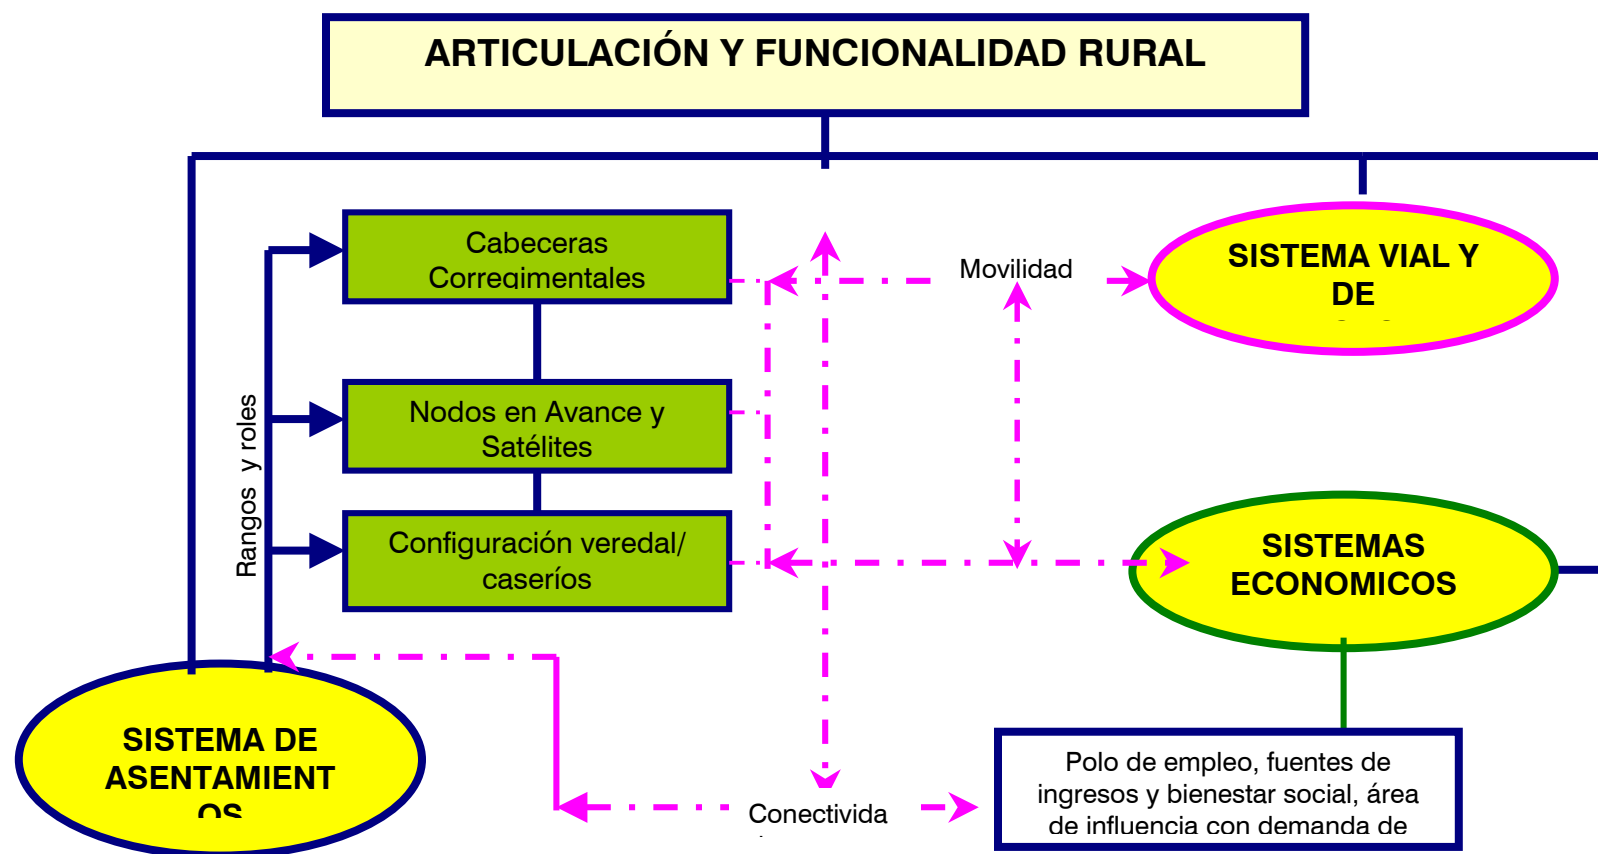 ARTICULACIÓN Y FUNCIONALIDAD RURAL
Cabeceras
Corregimentales
Movilidad
SISTEMA VIAL Y
DE
Nodos en Avance y
Satélites
Rangos y roles
Configuración veredal/
caseríos
SISTEMAS
ECONOMICOS
SISTEMA DE
ASENTAMIENT
OS
Conectivida
Polo de empleo, fuentes de
ingresos y bienestar social, área
de influencia con demanda de